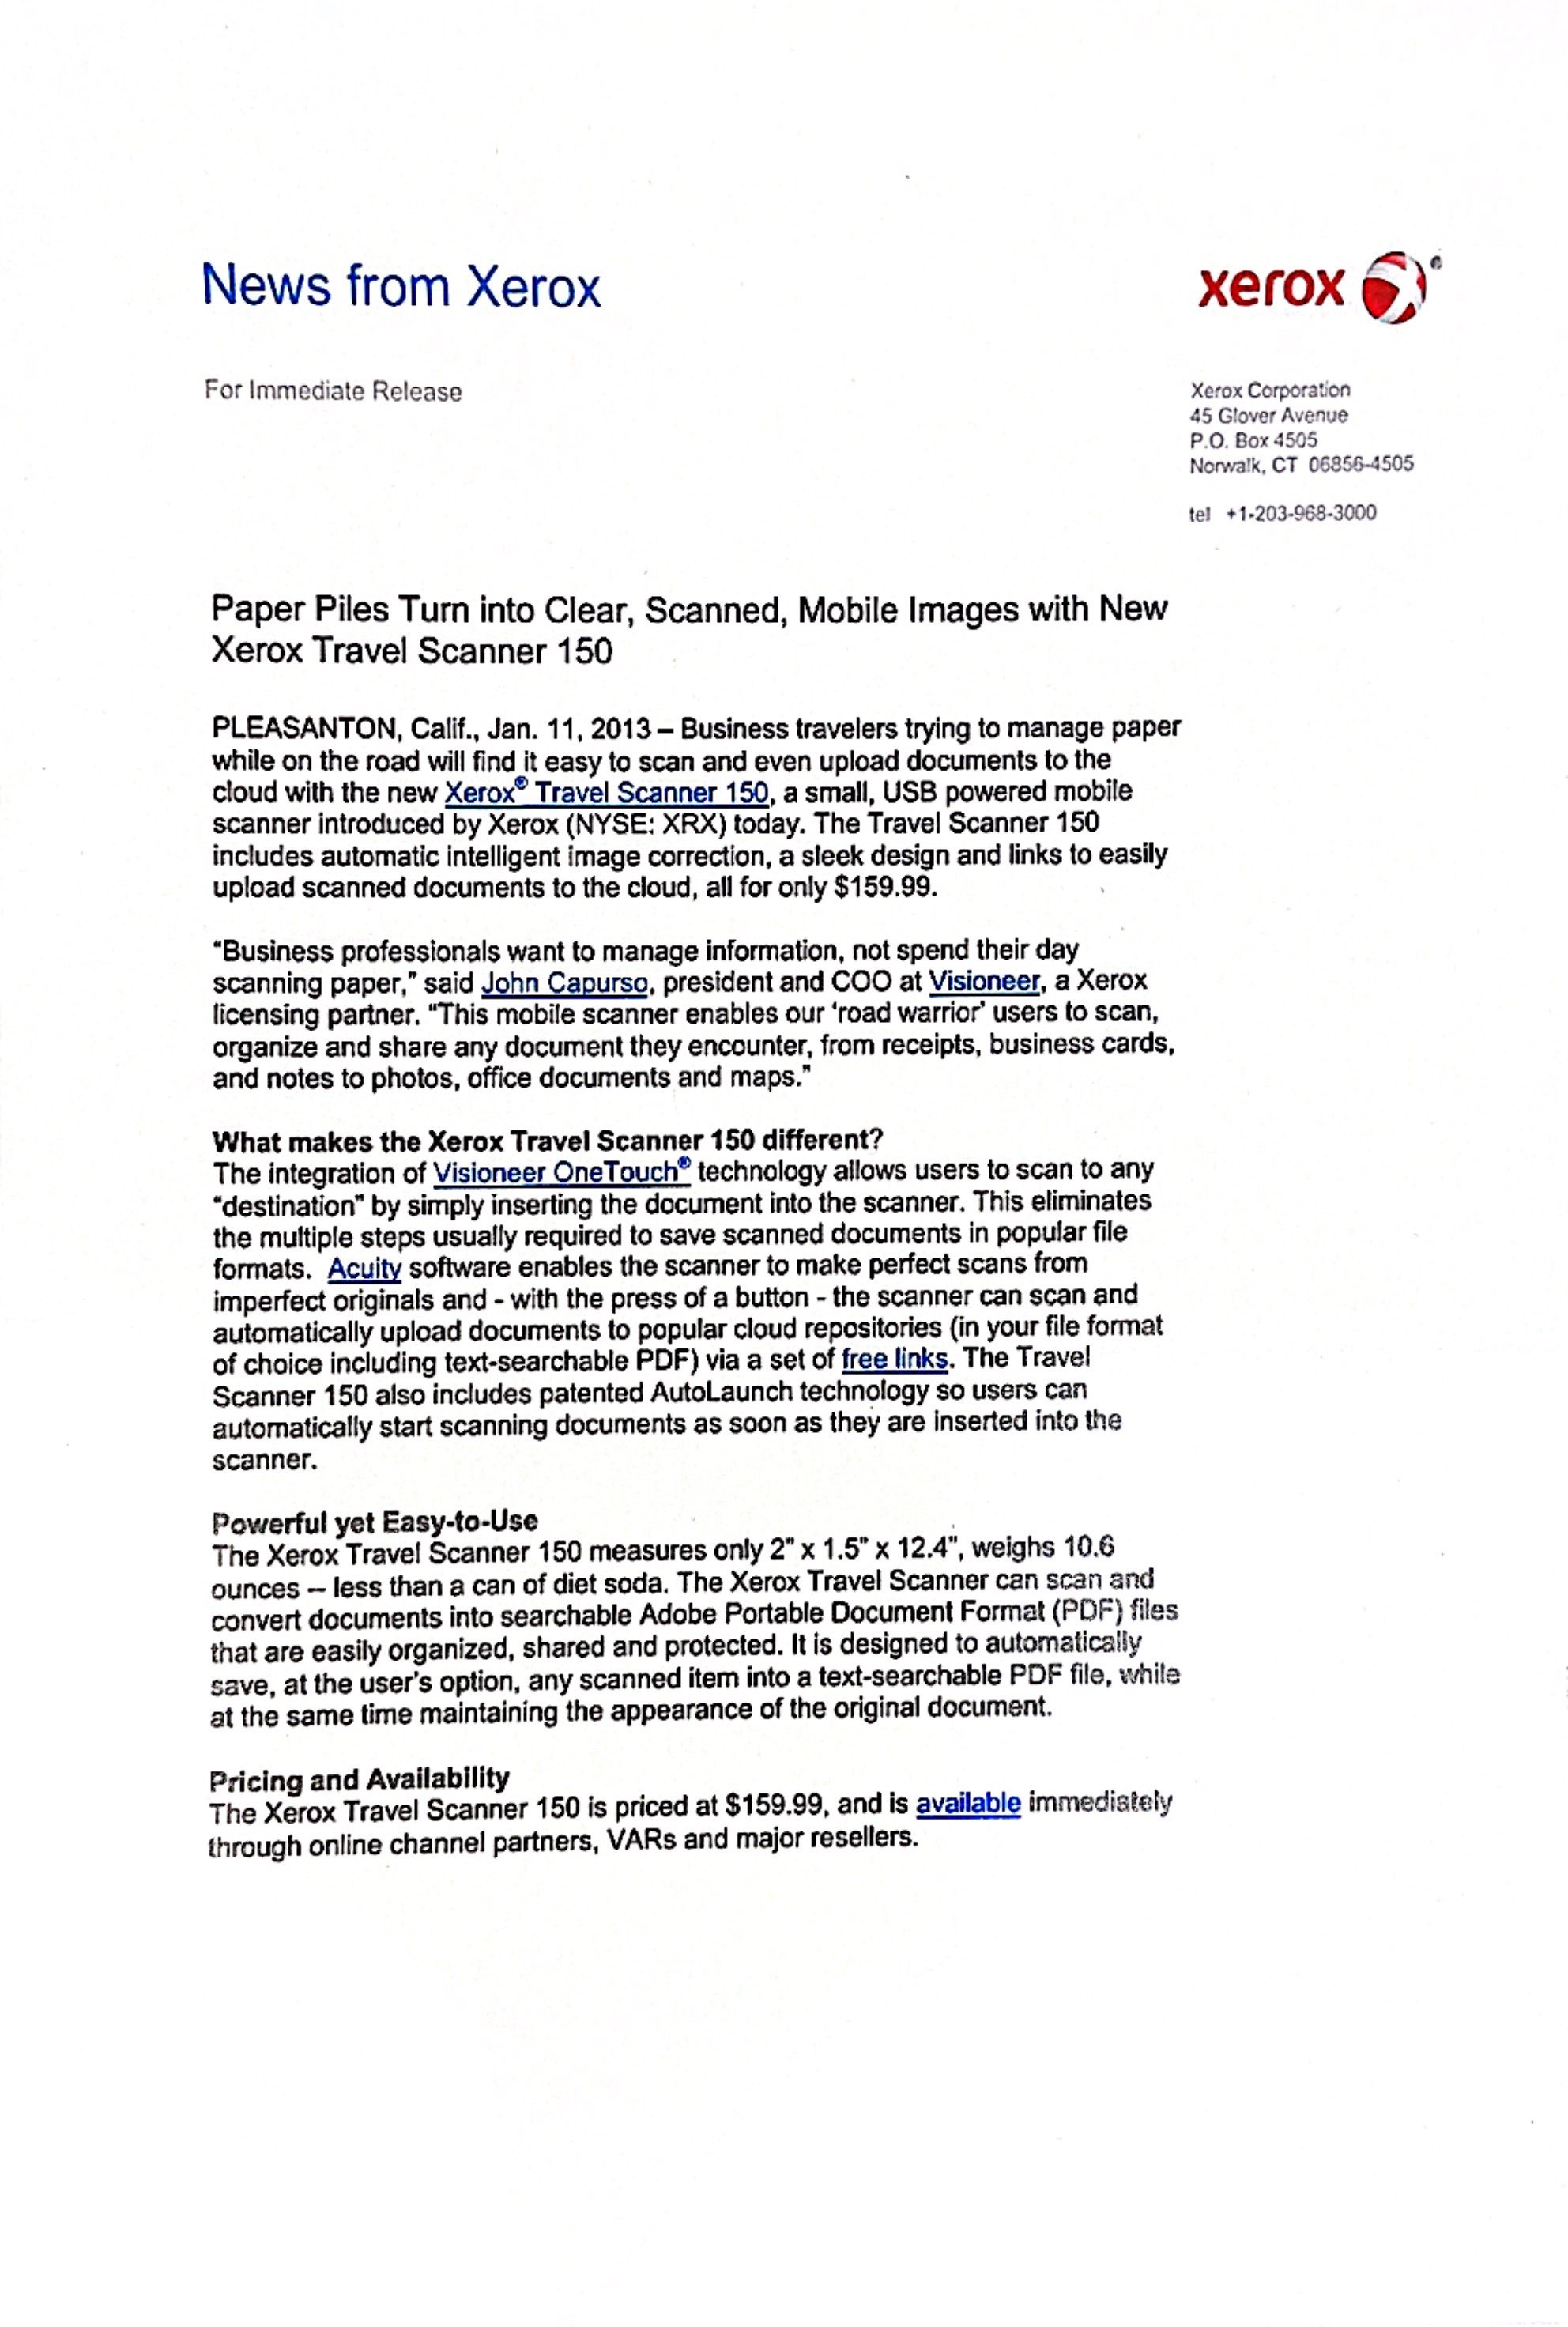 News from Xerox
xerox ®
For Immediate Release
Xerox Corporation
45 Glover Avenue
P.O. Box 4505
Norwalk, CT 06856-4505
tel +1-203-968-3000
Paper Piles Turn into Clear, Scanned, Mobile Images with New
Xerox Travel Scanner 150
PLEASANTON, Calif., Jan. 11, 2013 – Business travelers trying to manage paper
while on the road will find it easy to scan and even upload documents to the
cloud with the new Xerox® Travel Scanner 150, a small, USB powered mobile
scanner introduced by Xerox (NYSE: XRX) today. The Travel Scanner 150
includes automatic intelligent image correction, a sleek design and links to easily
upload scanned documents to the cloud, all for only $159.99.
“Business professionals want to manage information, not spend their day
scanning paper,” said John Capurso, president and COO at Visioneer, a Xerox
licensing partner. “This mobile scanner enables our ‘road warrior’ users to scan,
organize and share any document they encounter, from receipts, business cards,
and notes to photos, office documents and maps.”
What makes the Xerox Travel Scanner 150 different?
The integration of Visioneer OneTouch® technology allows users to scan to any
“destination” by simply inserting the document into the scanner. This eliminates
the multiple steps usually required to save scanned documents in popular file
formats.  Acuity software enables the scanner to make perfect scans from
imperfect originals and - with the press of a button - the scanner can scan and
automatically upload documents to popular cloud repositories (in your file format
of choice including text-searchable PDF) via a set of free links. The Travel
Scanner 150 also includes patented AutoLaunch technology so users can
automatically start scanning documents as soon as they are inserted into the
scanner.
Powerful yet Easy-to-Use
The Xerox Travel Scanner 150 measures only 2” x 1.5” x 12.4”, weighs 10.6
ounces – less than a can of diet soda. The Xerox Travel Scanner can scan and
convert documents into searchable Adobe Portable Document Format (PDF) files
that are easily organized, shared and protected. It is designed to automatically
save, at the user's option, any scanned item into a text-searchable PDF file, while
at the same time maintaining the appearance of the original document.
Pricing and Availability
The Xerox Travel Scanner 150 is priced at $159.99, and is available immediately
through online channel partners, VARs and major resellers.